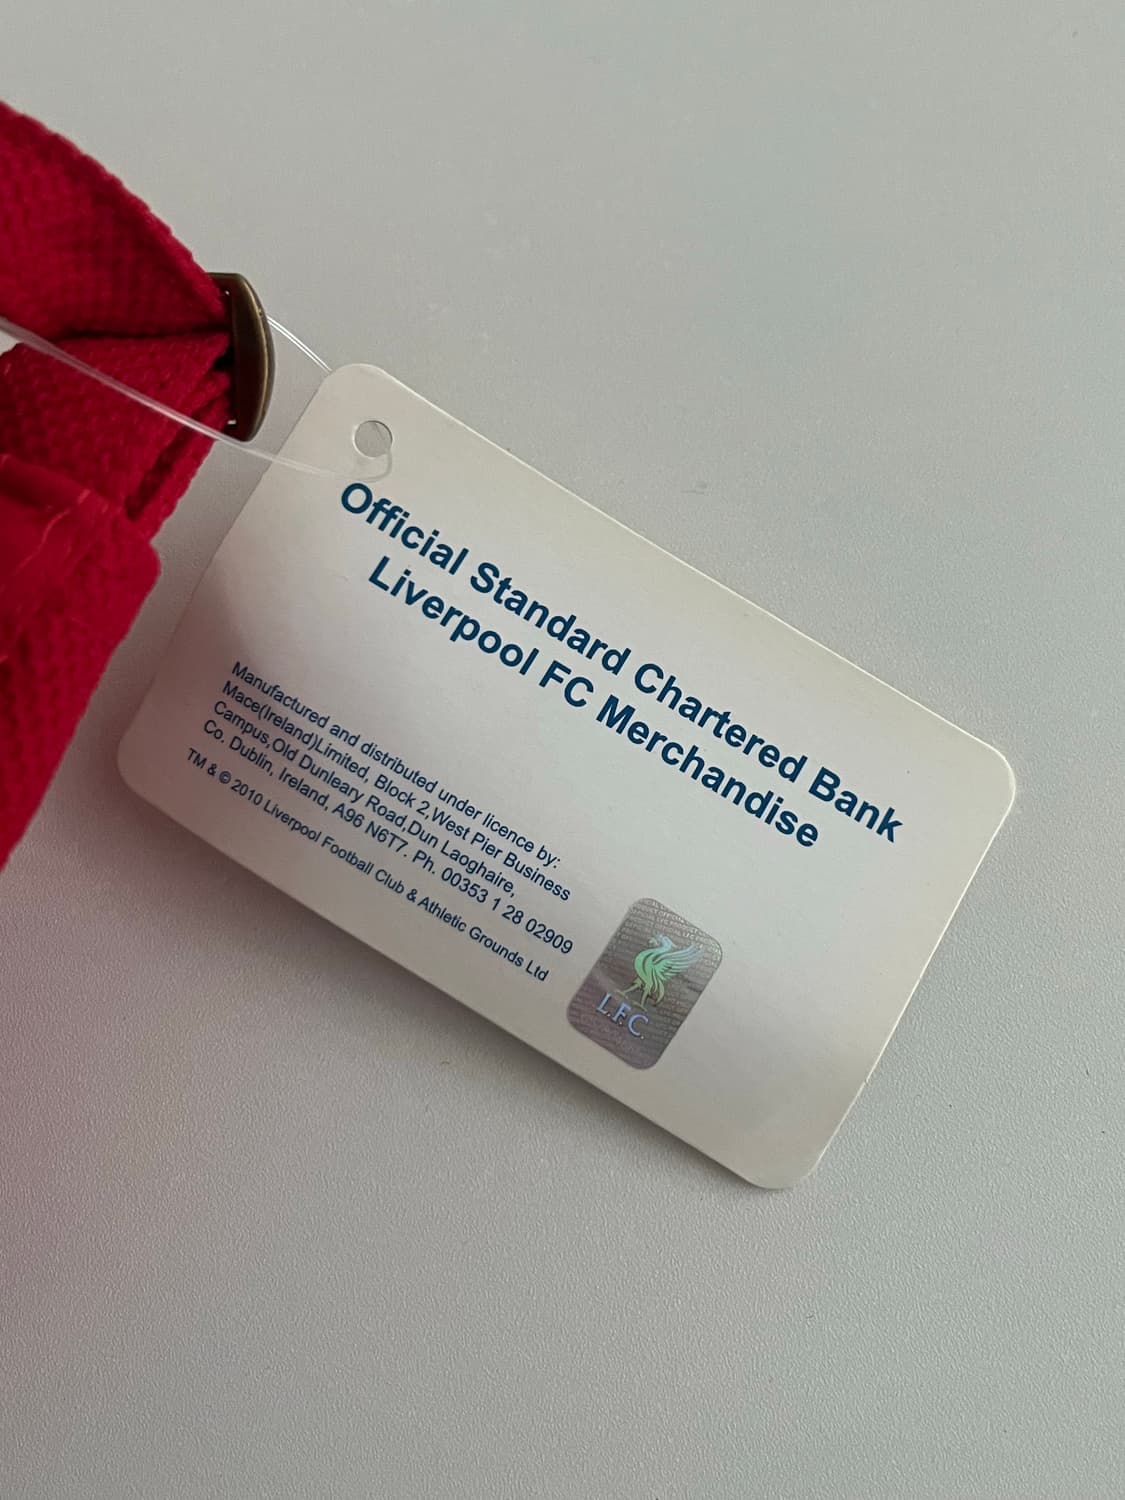 Official Standard Chartered Bank
Liverpool FC Merchandise
Manufactured and distributed under licence by:
Mace(Ireland)Limited, Block 2,West Pier Business
Campus,Old Dunleary Road,Dun Laoghaire,
Co. Dublin, Ireland, A96 N6T7. Ph. 00353 1 28 02909
TM & © 2010 Liverpool Football Club & Athletic Grounds Ltd
L.F.C.